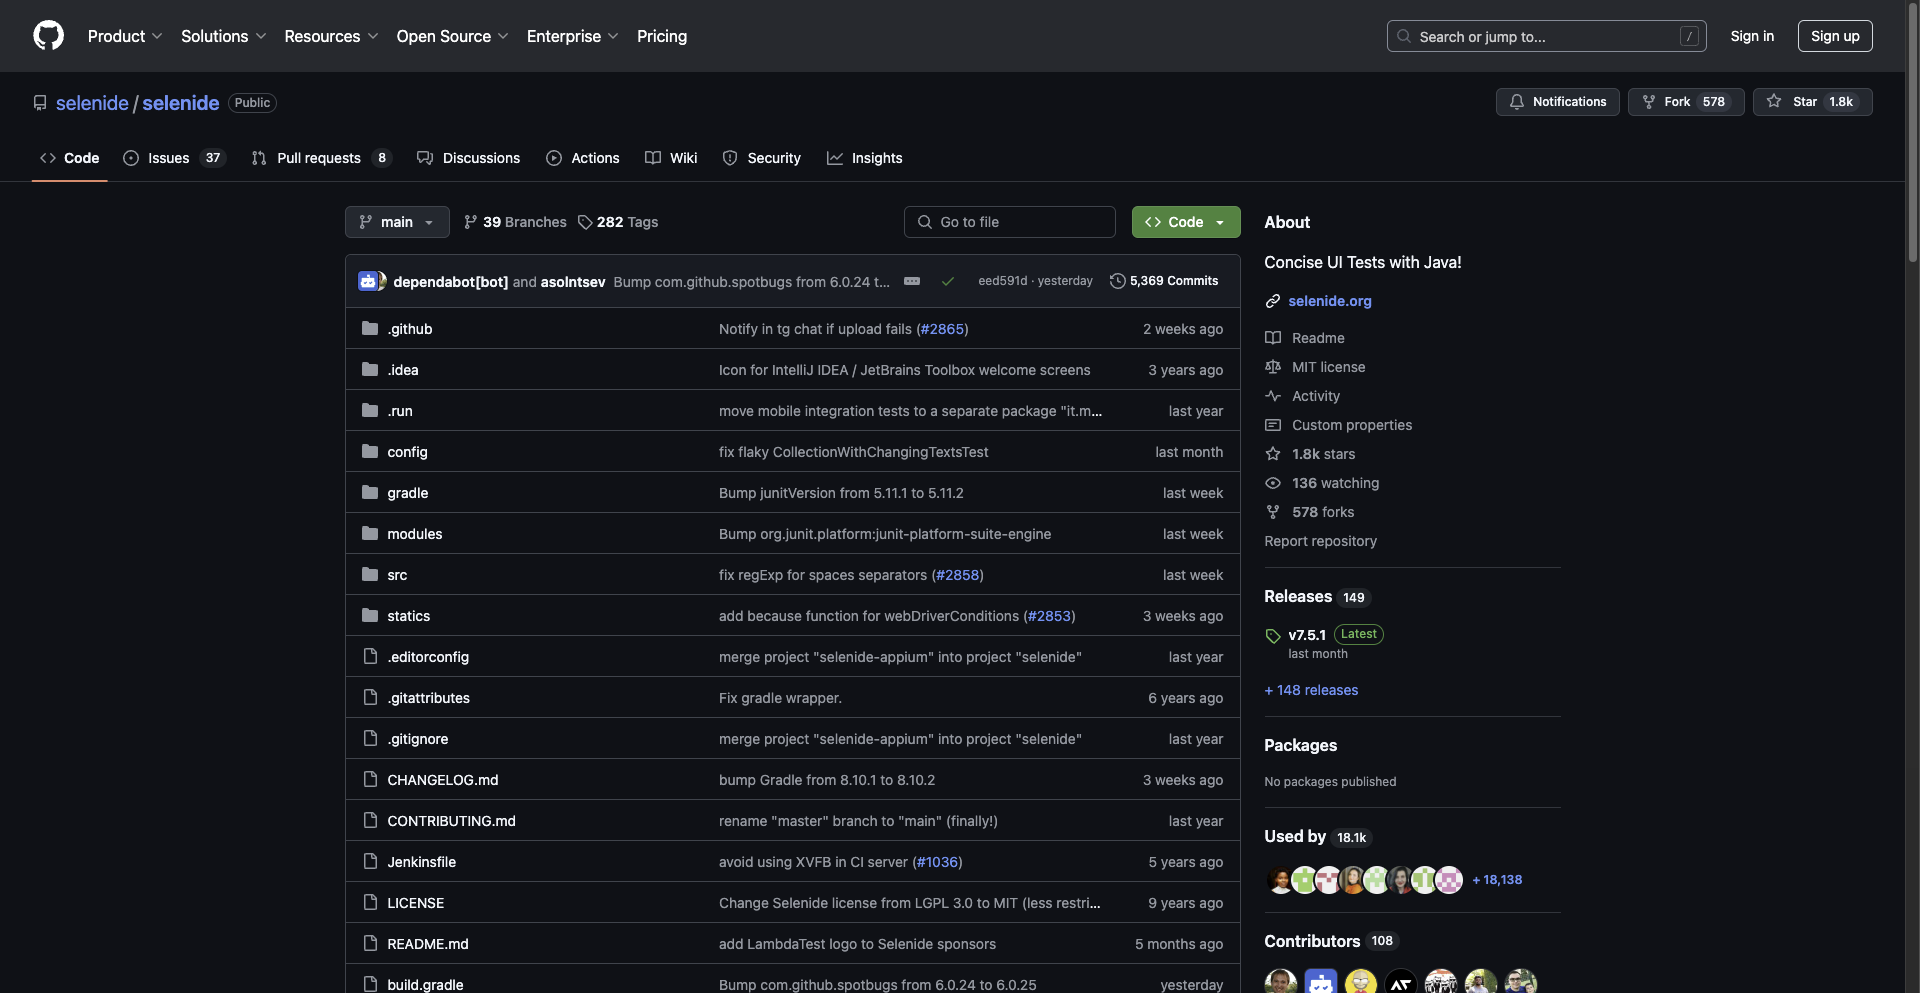 Product Solutions Resources Open Source Enterprise Pricing Search or jump to... / Sign in Sign up
selenide / selenide Public Notifications Fork 578 Star 1.8k
Code Issues 37 Pull requests 8 Discussions Actions Wiki Security Insights
main 39 Branches 282 Tags Go to file Code
dependabot[bot] and asolntsev Bump com.github.spotbugs from 6.0.24 t... eed591d · yesterday 5,369 Commits
.github Notify in tg chat if upload fails (#2865) 2 weeks ago
.idea Icon for IntelliJ IDEA / JetBrains Toolbox welcome screens 3 years ago
.run move mobile integration tests to a separate package "it.m... last year
config fix flaky CollectionWithChangingTextsTest last month
gradle Bump junitVersion from 5.11.1 to 5.11.2 last week
modules Bump org.junit.platform:junit-platform-suite-engine last week
src fix regExp for spaces separators (#2858) last week
statics add because function for webDriverConditions (#2853) 3 weeks ago
.editorconfig merge project "selenide-appium" into project "selenide" last year
.gitattributes Fix gradle wrapper. 6 years ago
.gitignore merge project "selenide-appium" into project "selenide" last year
CHANGELOG.md bump Gradle from 8.10.1 to 8.10.2 3 weeks ago
CONTRIBUTING.md rename "master" branch to "main" (finally!) last year
Jenkinsfile avoid using XVFB in CI server (#1036) 5 years ago
LICENSE Change Selenide license from LGPL 3.0 to MIT (less restri... 9 years ago
README.md add LambdaTest logo to Selenide sponsors 5 months ago
build.gradle Bump com.github.spotbugs from 6.0.24 to 6.0.25 yesterday
About
Concise UI Tests with Java!
selenide.org
Readme
MIT license
Activity
Custom properties
1.8k stars
136 watching
578 forks
Report repository
Releases 149
v7.5.1 Latest
last month
+ 148 releases
Packages
No packages published
Used by 18.1k
+ 18,138
Contributors 108